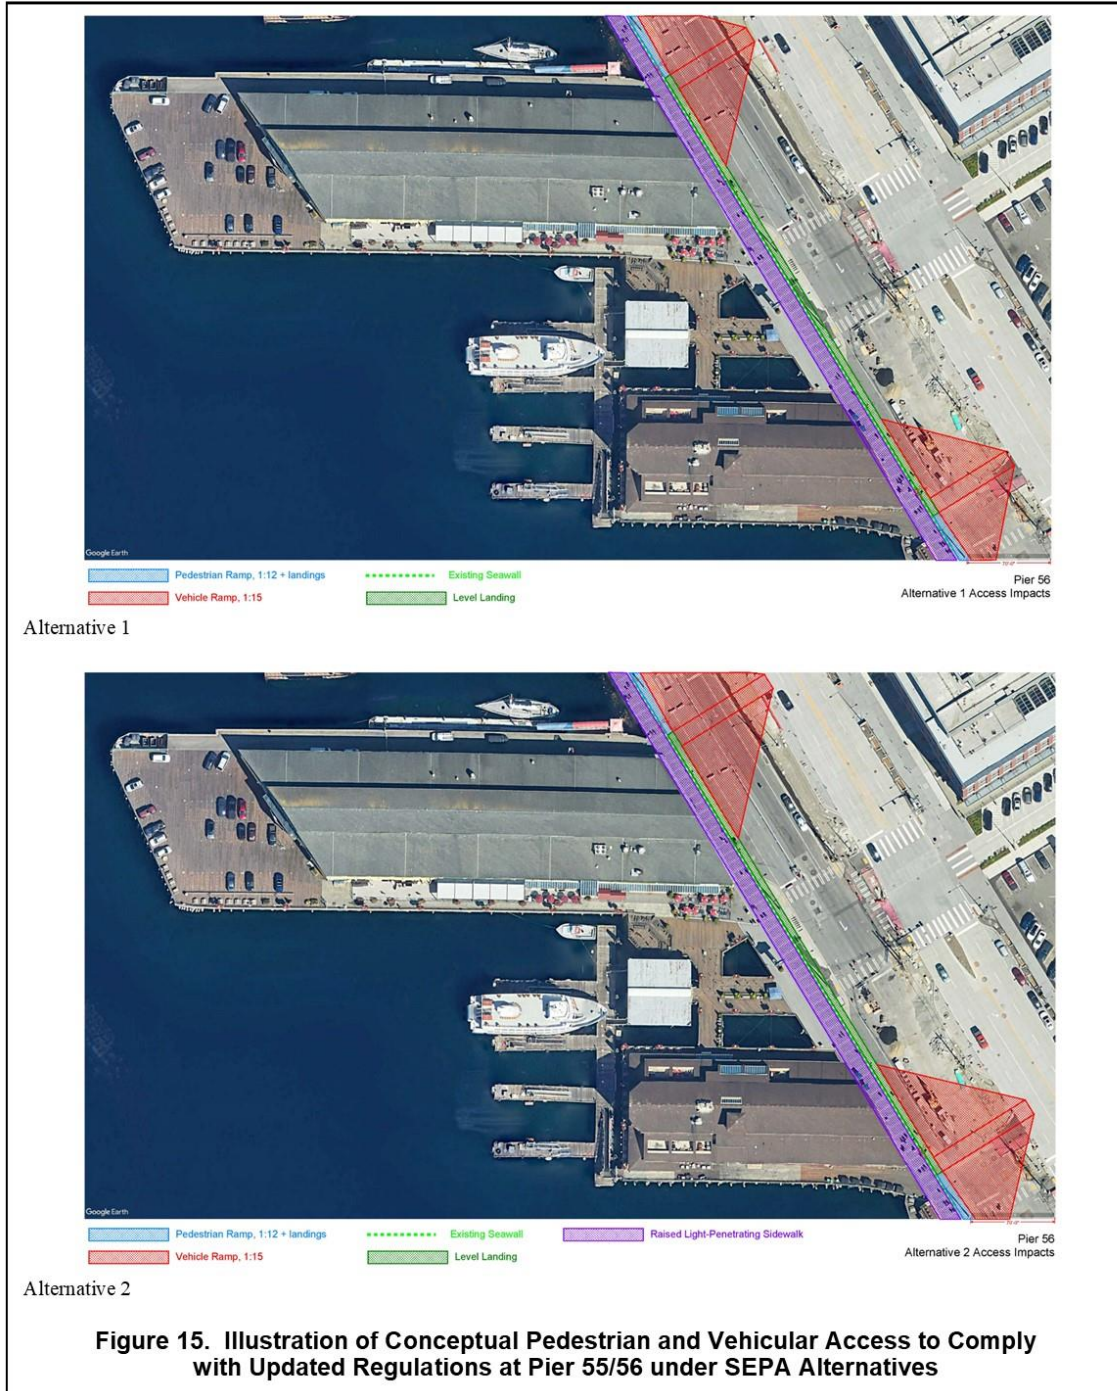 Google Earth
Pedestrian Ramp, 1:12 + landings
Existing Seawall
Vehicle Ramp, 1:15
Level Landing
Pier 56
Alternative 1 Access Impacts
Alternative 1
Google Earth
Pedestrian Ramp, 1:12 + landings
Existing Seawall
Raised Light-Penetrating Sidewalk
Vehicle Ramp, 1:15
Level Landing
Pier 56
Alternative 2 Access Impacts
Alternative 2
Figure 15. Illustration of Conceptual Pedestrian and Vehicular Access to Comply
with Updated Regulations at Pier 55/56 under SEPA Alternatives